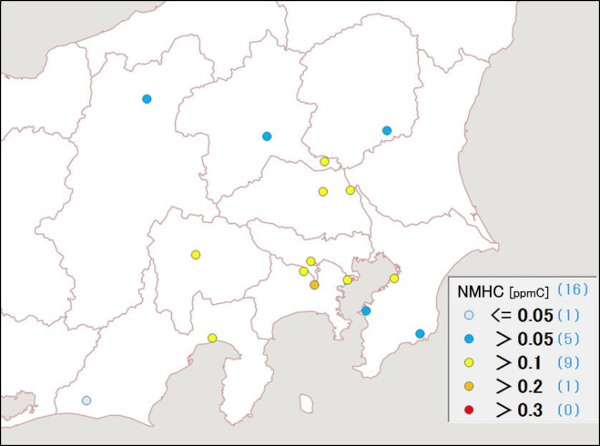 NMHC [ppmC] (16)
<= 0.05 (1)
> 0.05 (5)
> 0.1 (9)
> 0.2 (1)
> 0.3 (0)